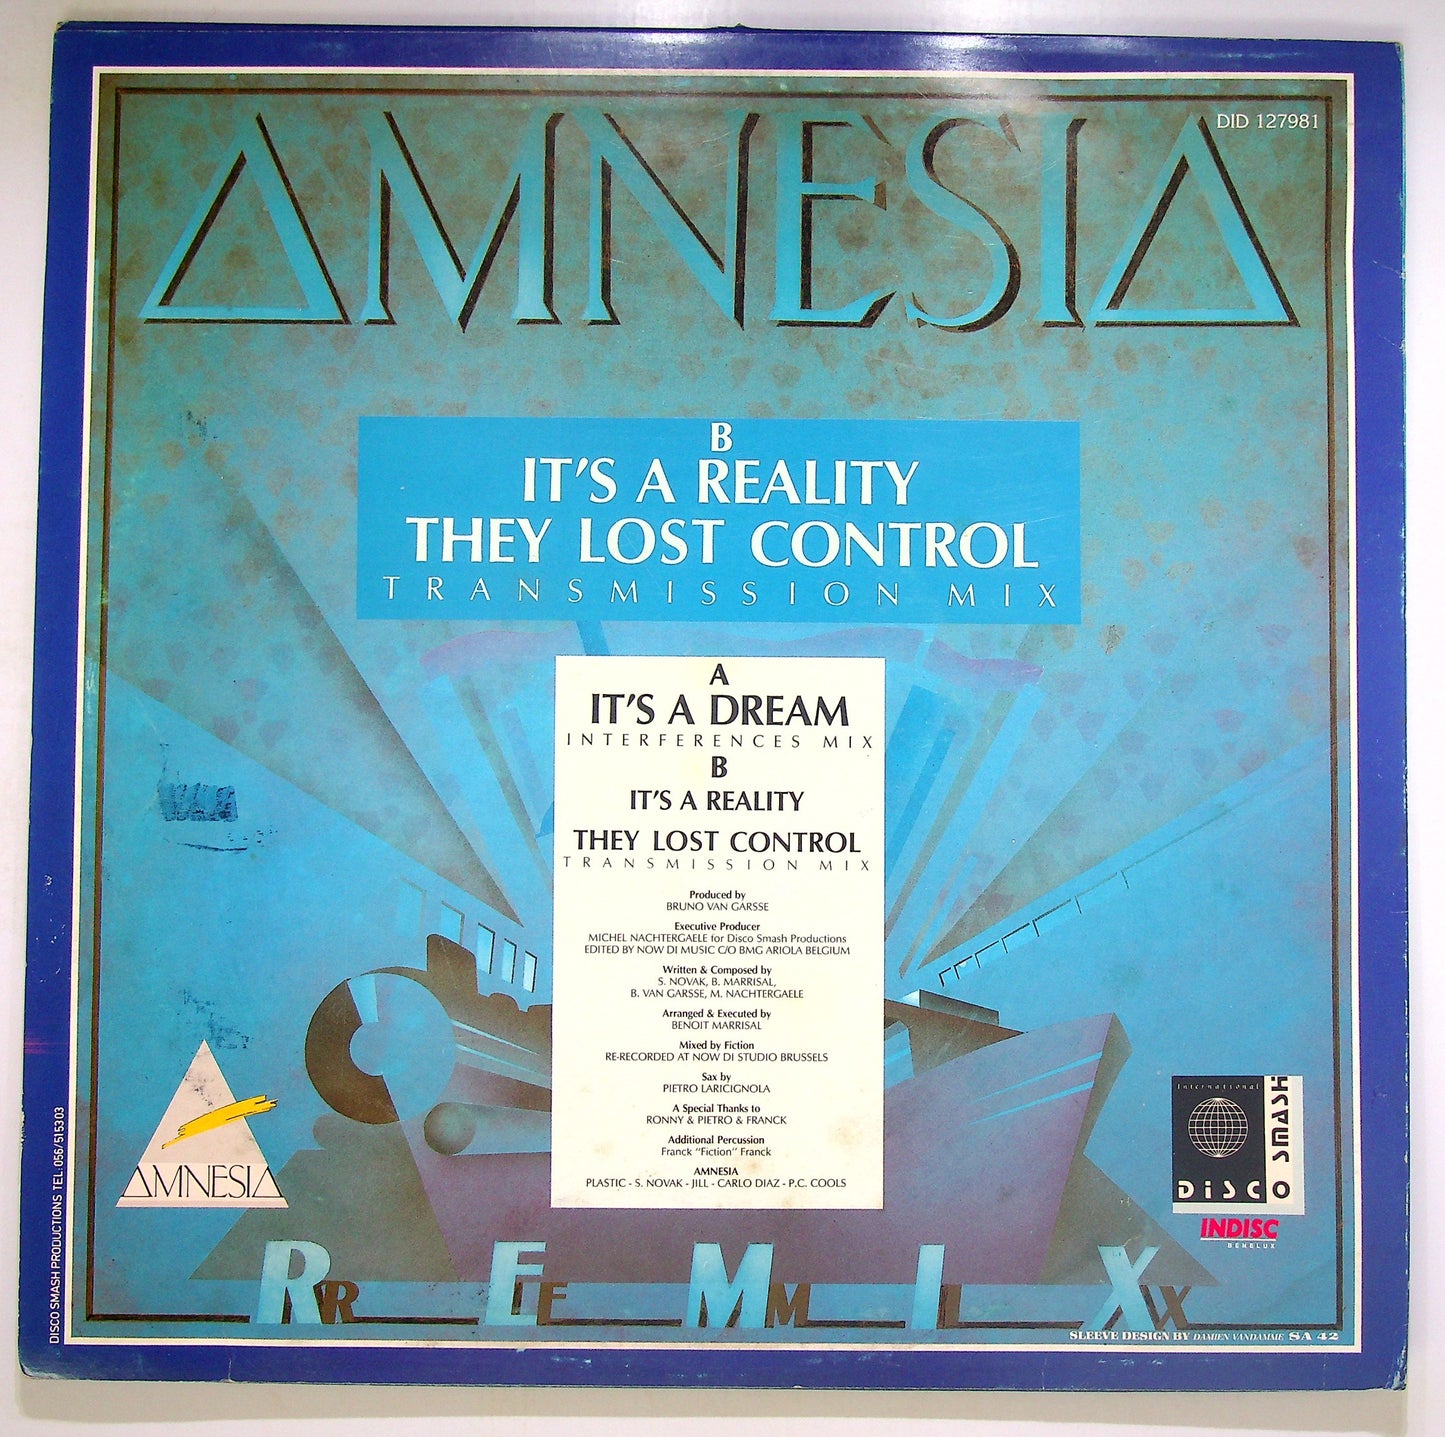 AMNESIA
DID 127981
B
IT'S A REALITY
THEY LOST CONTROL
TRANSMISSION MIX
A
IT'S A DREAM
INTERFERENCES MIX
B
IT'S A REALITY
THEY LOST CONTROL
TRANSMISSION MIX
Produced by
BRUNO VAN GARSSE
Executive Producer
MICHEL NACHTERGAELE for Disco Smash Productions
EDITED BY NOW DI MUSIC C/O BMG ARIOLA BELGIUM
Written & Composed by
S. NOVAK, B. MARRISAL,
B. VAN GARSSE, M. NACHTERGAELE
Arranged & Executed by
BENOIT MARRISAL
Mixed by Fiction
RE-RECORDED AT NOW DI STUDIO BRUSSELS
Sax by
PIETRO LARICIGNOLA
A Special Thanks to
RONNY & PIETRO & FRANCK
Additional Percussion
Franck "Fiction" Franck
AMNESIA
PLASTIC - S. NOVAK - JILL - CARLO DIAZ - P.C. COOLS
AMNESIA
International
DiSCO
SMASH
INDISC
BENELUX
REMIX
SLEEVE DESIGN BY DAMIEN VANDAMME SA 42
DISCO SMASH PRODUCTIONS TEL: 056/515303